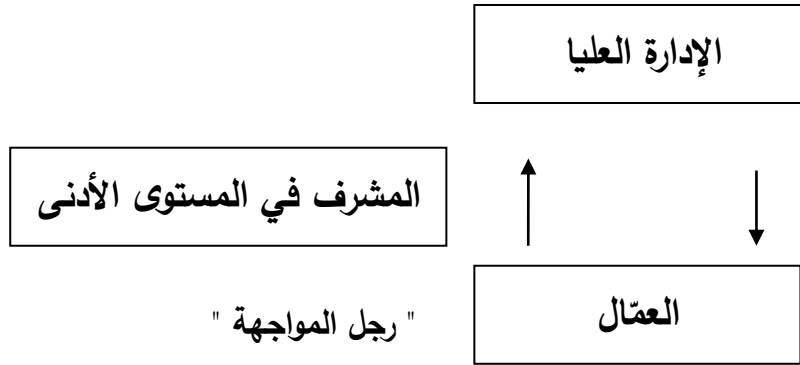 الإدارة العليا
المشرف في المستوى الأدنى
العمّال
" رجل المواجهة "